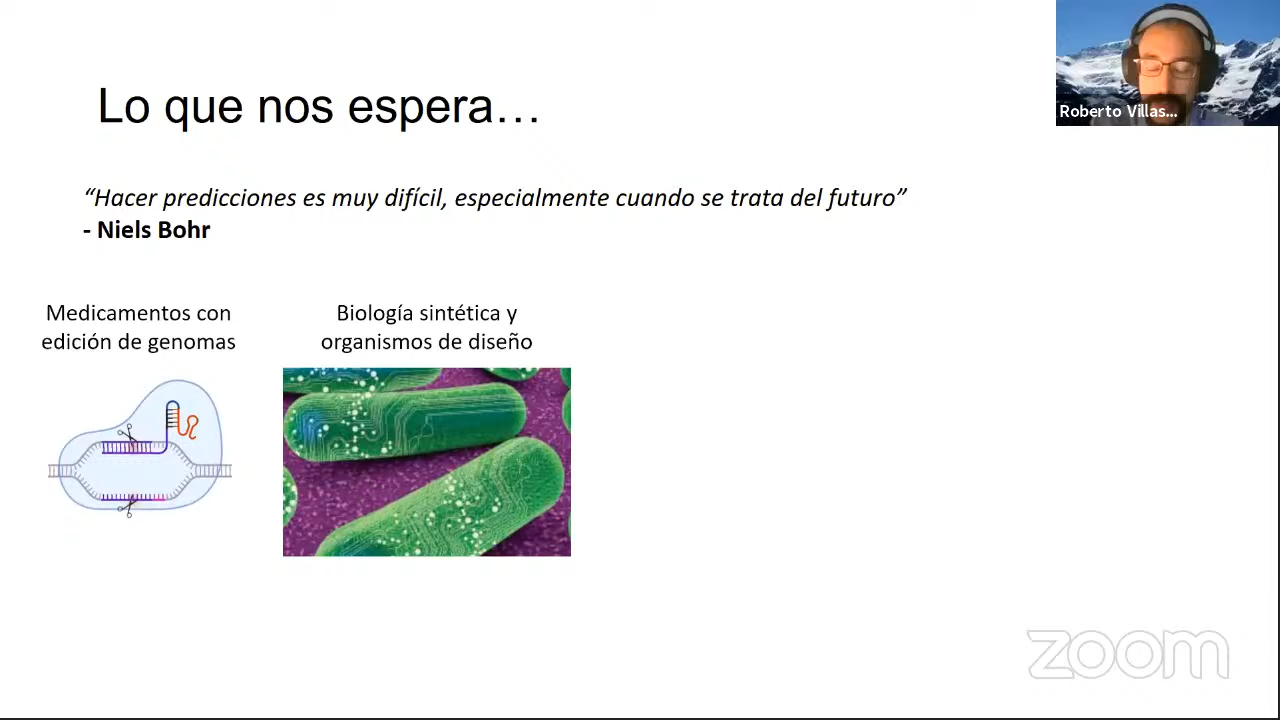 Lo que nos espera…
“Hacer predicciones es muy difícil, especialmente cuando se trata del futuro”
- Niels Bohr
Medicamentos con
edición de genomas
Biología sintética y
organismos de diseño
Roberto Villas...
zoom